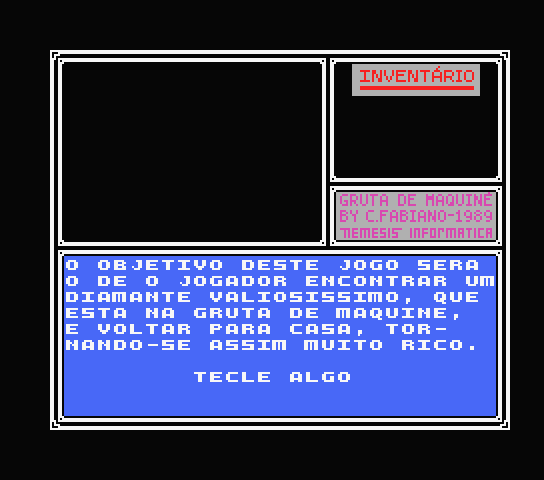 INVENTÁRIO
GRUTA DE MAQUINÉ
BY C.FABIANO-1989
NEMESIS INFORMATICA
O OBJETIVO DESTE JOGO SERA
O DE O JOGADOR ENCONTRAR UM
DIAMANTE VALIOSISSIMO, QUE
ESTA NA GRUTA DE MAQUINE,
E VOLTAR PARA CASA, TOR-
NANDO-SE ASSIM MUITO RICO.
TECLE ALGO